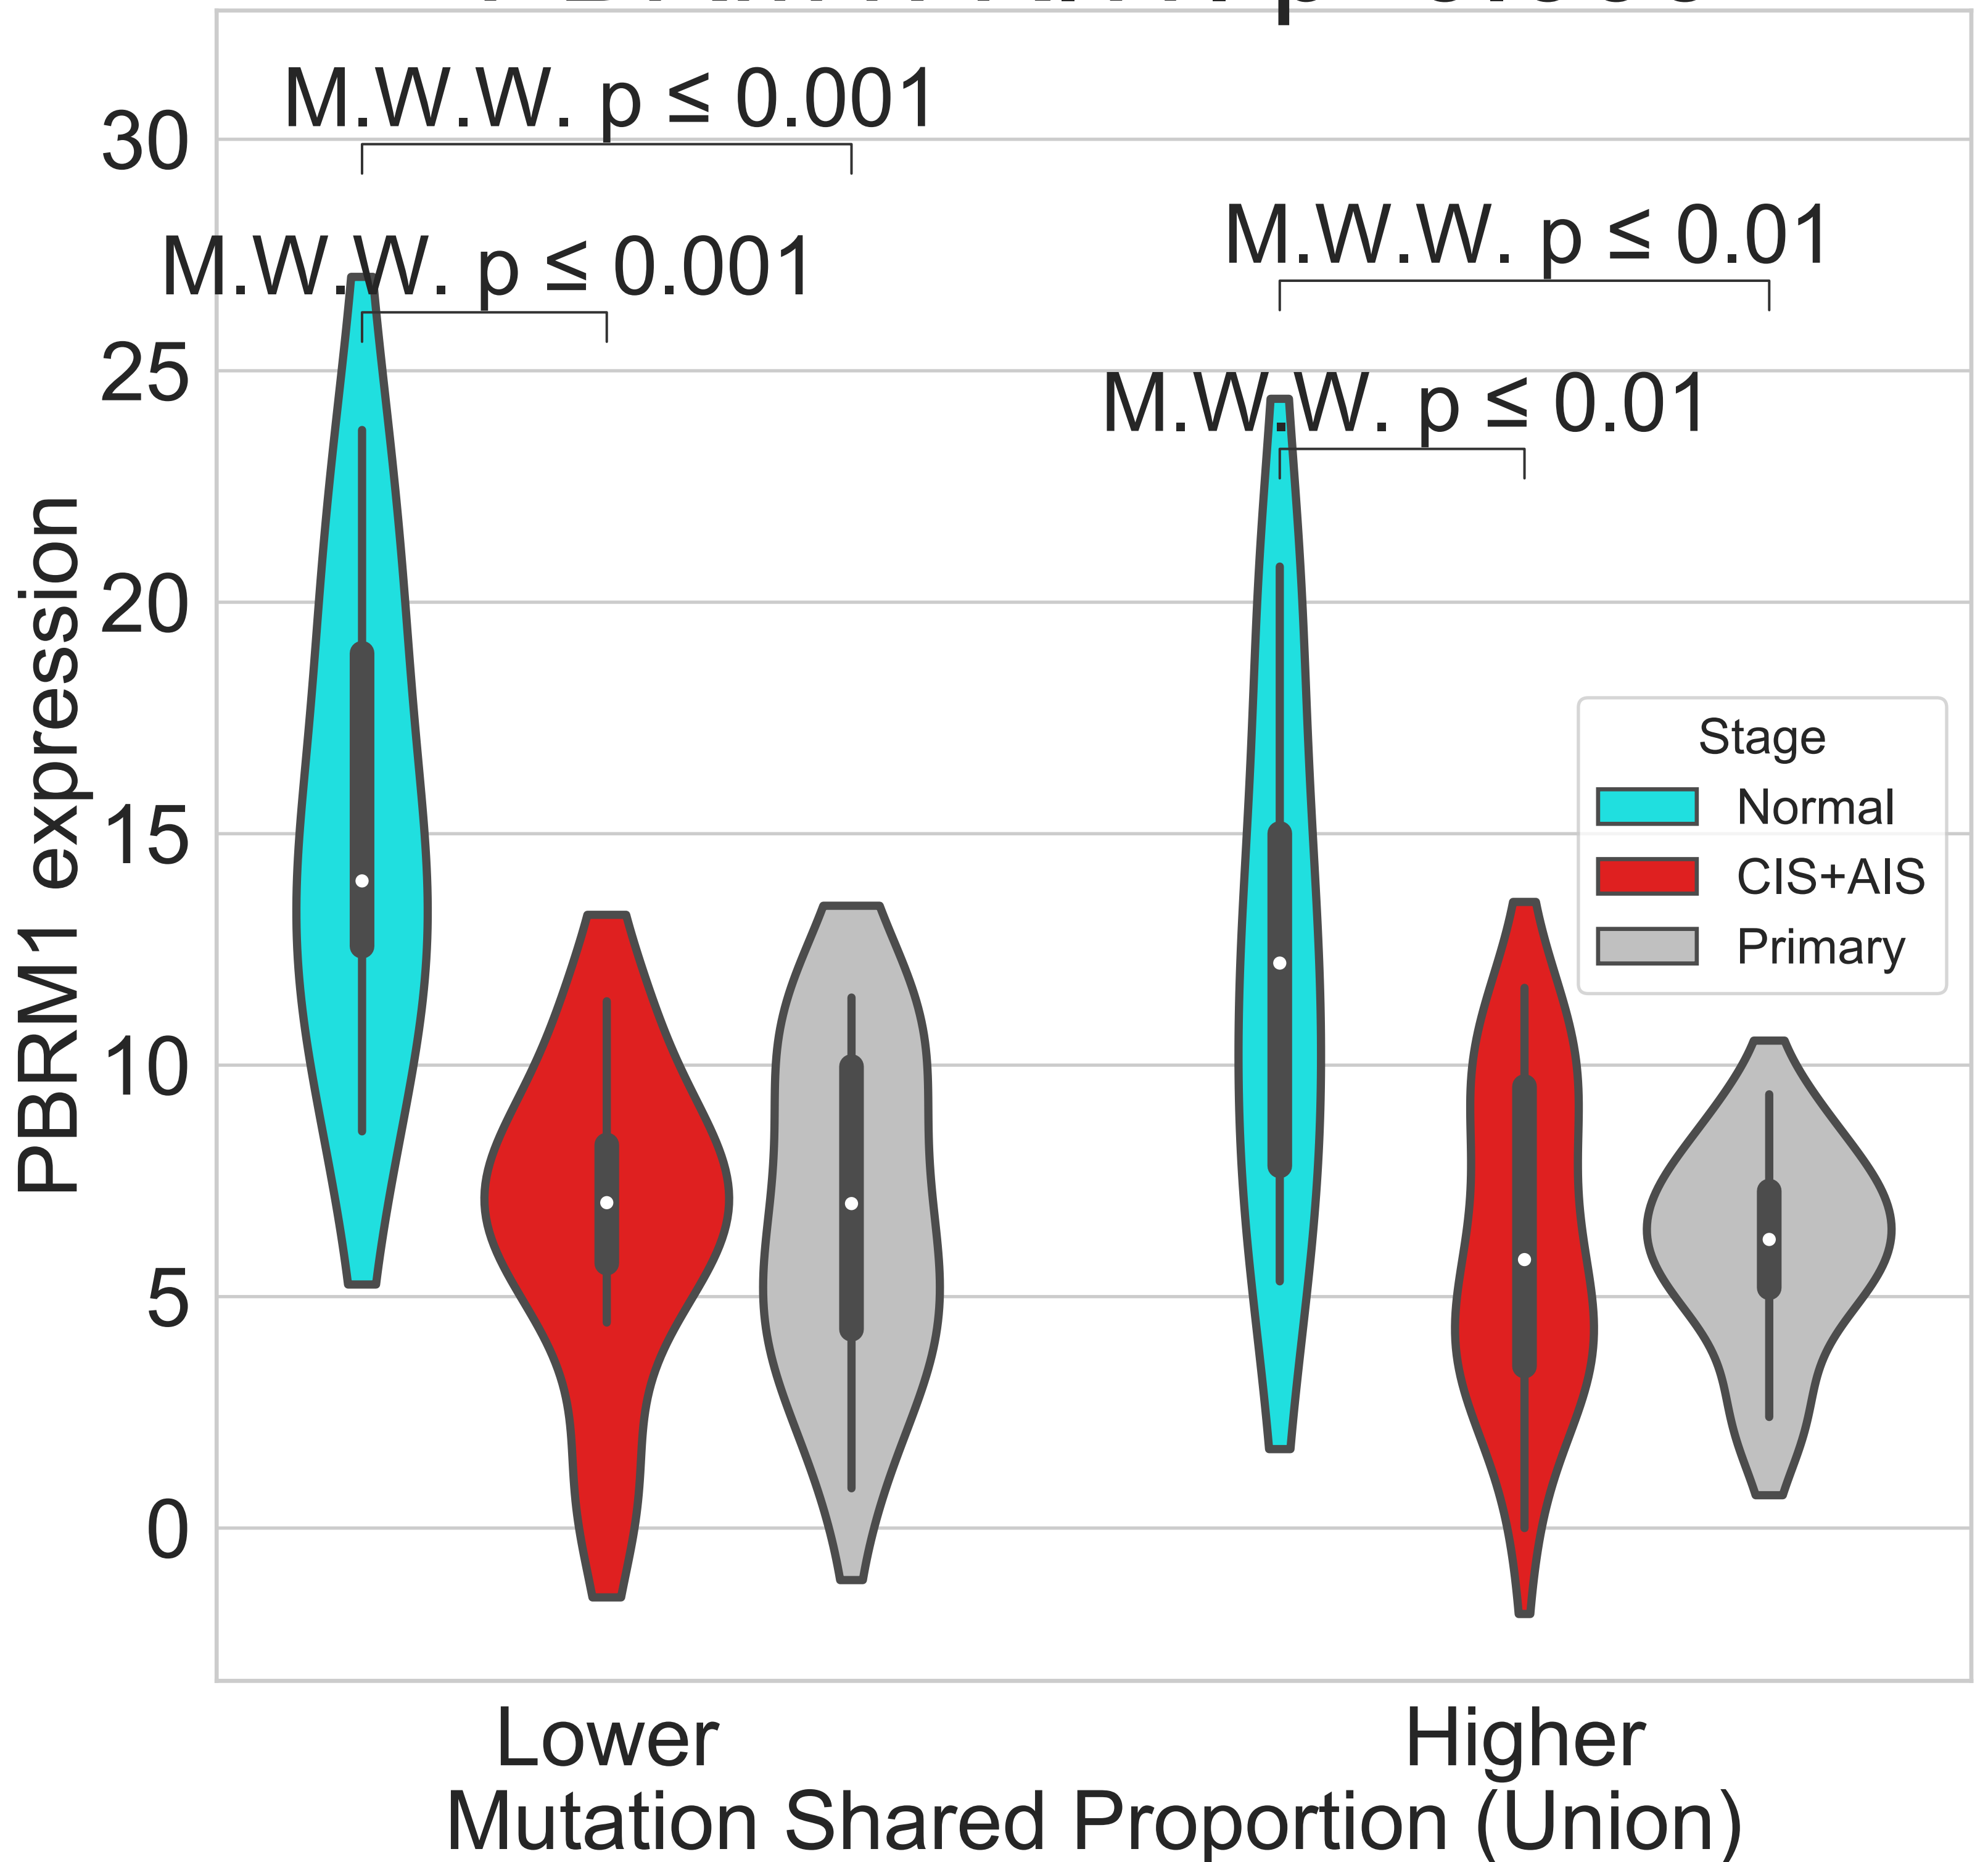 M.W.W. p ≤ 0.001
30
M.W.W. p ≤ 0.01
M.W.W. p ≤ 0.001
25
M.W.W. p ≤ 0.01
20
15
10
5
0
PBRM1 expression
Stage
Normal
CIS+AIS
Primary
Lower
Higher
Mutation Shared Proportion (Union)